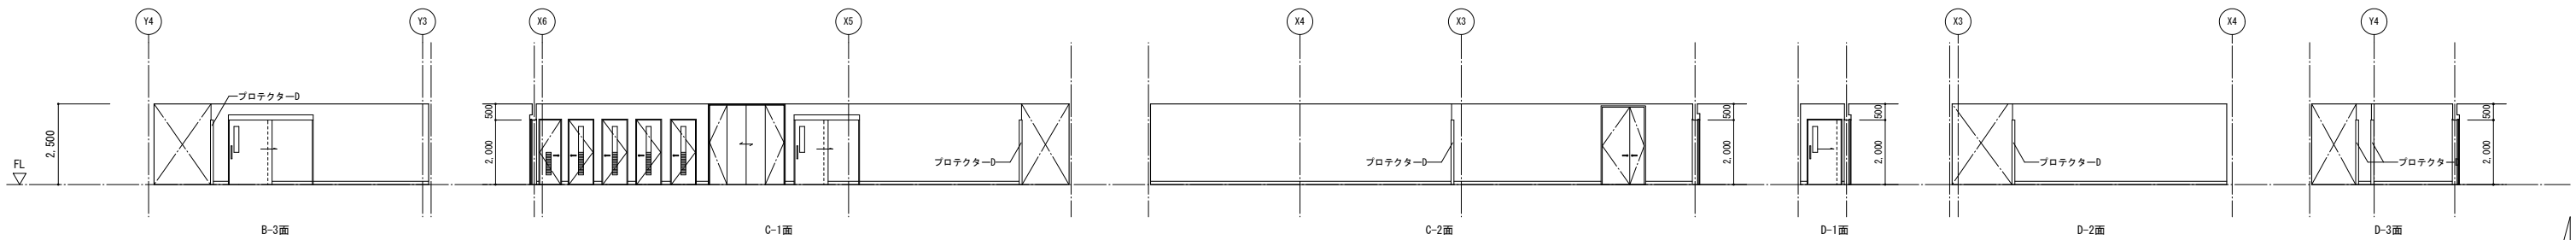 Y4
Y3
X6
X5
X4
X3
X3
X4
Y4
プロテクターD
2,500
FL
500
2,000
プロテクターD
プロテクターD
500
2,000
500
2,000
プロテクターD
プロテクターD
500
2,000
B-3面
C-1面
C-2面
D-1面
D-2面
D-3面